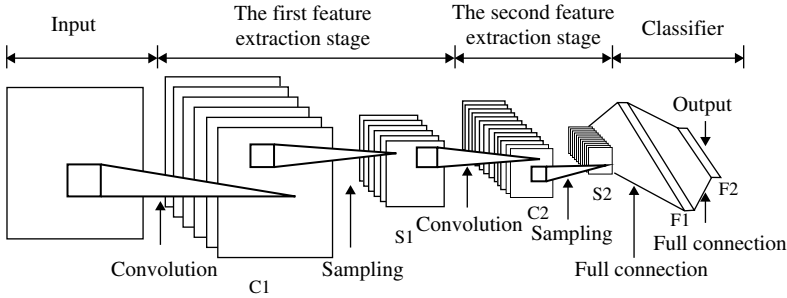 Input
The first feature
extraction stage
The second feature
extraction stage
Classifier
Output
Convolution
C1
Sampling
S1
Convolution
C2
Sampling
S2
Full connection
F1
F2
Full connection